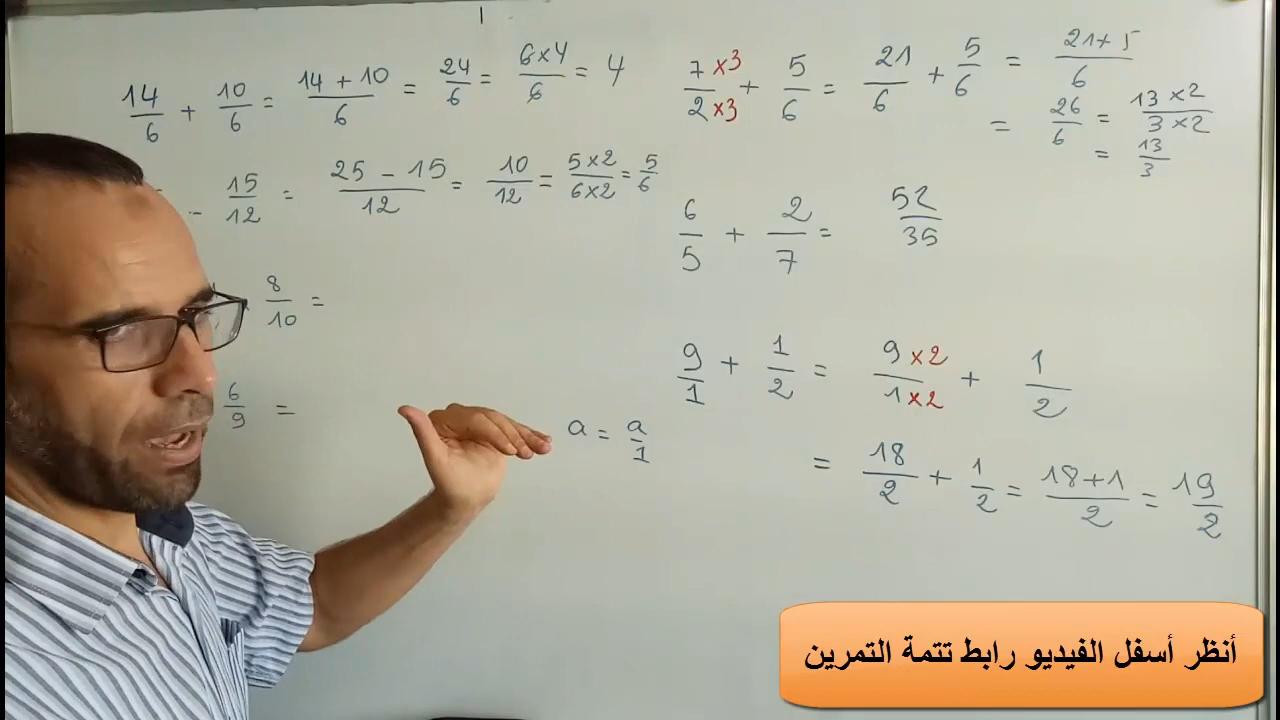 14/6 + 10/6 = (14 + 10)/6 = 24/6 = (6×4)/6 = 4
- 15/12 = (25 - 15)/12 = 10/12 = (5×2)/(6×2) = 5/6
8/10 =
6/9 =
a = a/1
(7×3)/(2×3) + 5/6 = 21/6 + 5/6 = (21+5)/6
= 26/6 = (13×2)/(3×2)
= 13/3
6/5 + 2/7 = 52/35
9/1 + 1/2 = (9×2)/(1×2) + 1/2
= 18/2 + 1/2 = (18+1)/2 = 19/2
أنظر أسفل الفيديو رابط تتمة التمرين